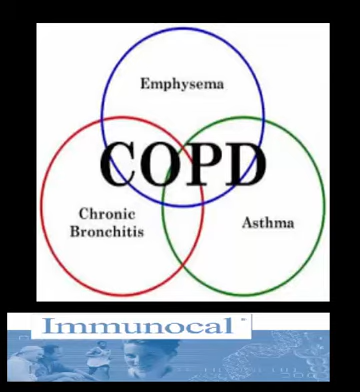 Emphysema
COPD
Chronic
Bronchitis
Asthma
Immunocal